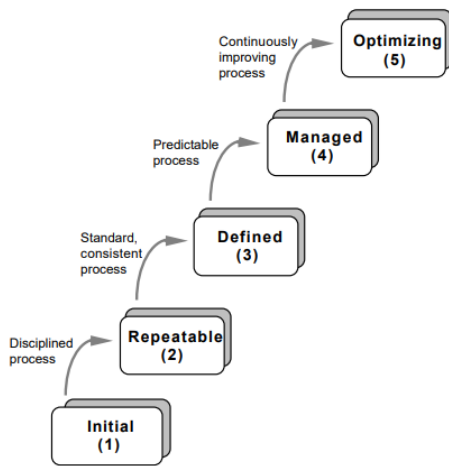 Continuously
improving
process
Optimizing
(5)
Predictable
process
Managed
(4)
Standard,
consistent
process
Defined
(3)
Disciplined
process
Repeatable
(2)
Initial
(1)